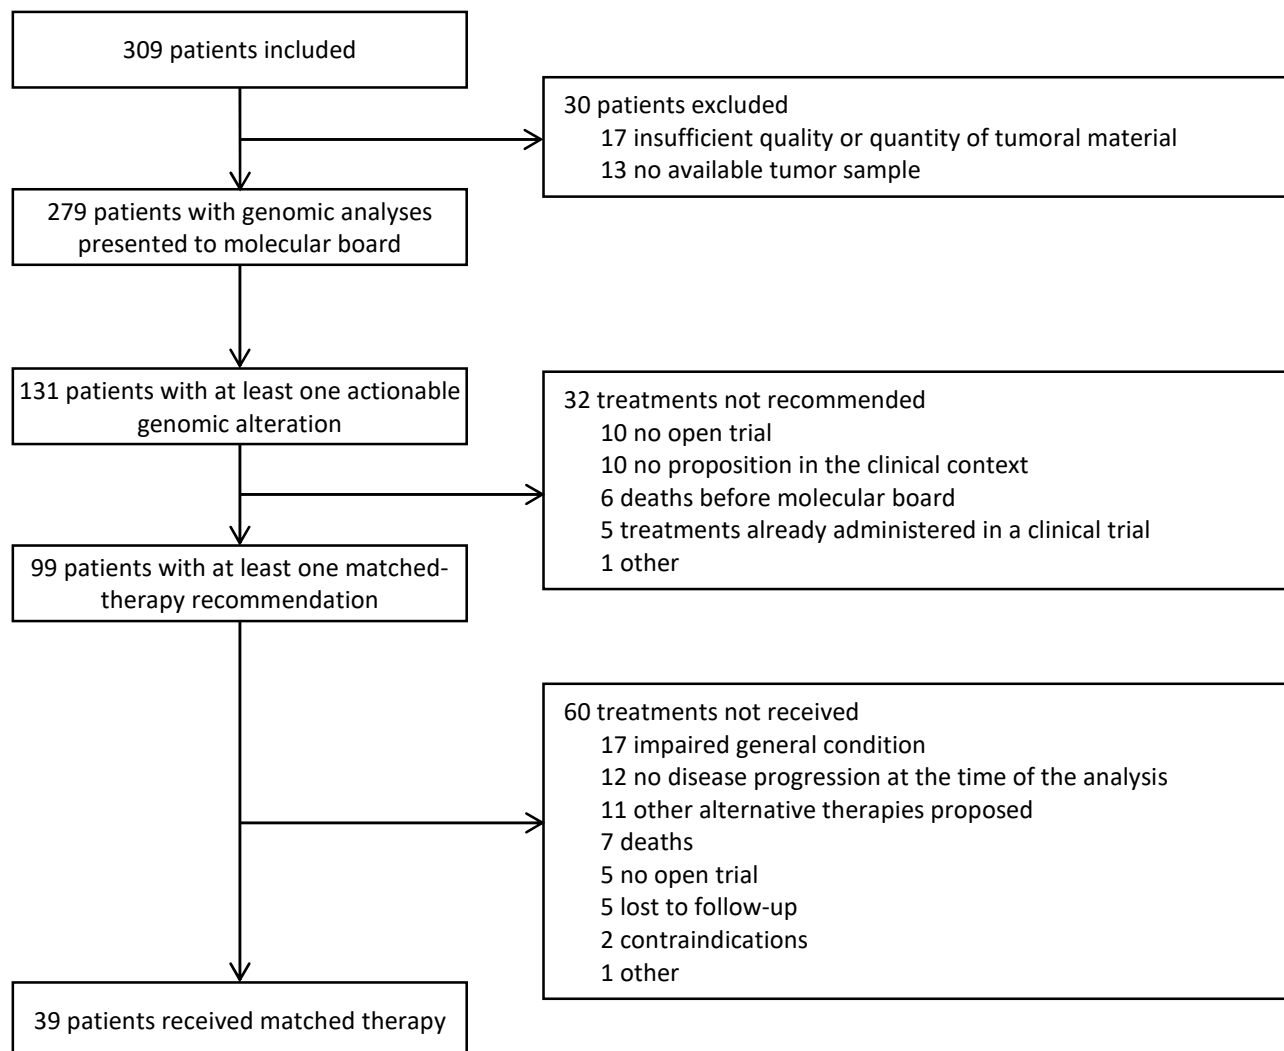 309 patients included
30 patients excluded
17 insufficient quality or quantity of tumoral material
13 no available tumor sample
279 patients with genomic analyses
presented to molecular board
131 patients with at least one actionable
genomic alteration
32 treatments not recommended
10 no open trial
10 no proposition in the clinical context
6 deaths before molecular board
5 treatments already administered in a clinical trial
1 other
99 patients with at least one matched-
therapy recommendation
60 treatments not received
17 impaired general condition
12 no disease progression at the time of the analysis
11 other alternative therapies proposed
7 deaths
5 no open trial
5 lost to follow-up
2 contraindications
1 other
39 patients received matched therapy